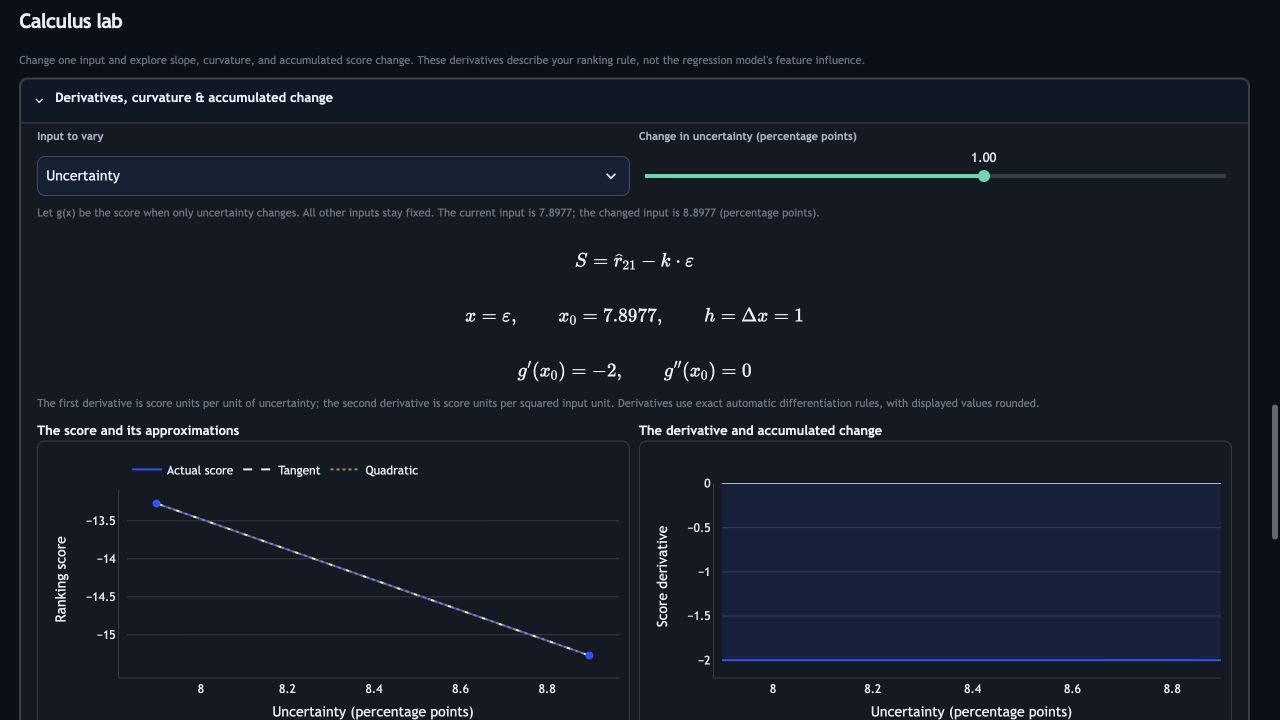 Calculus lab
Change one input and explore slope, curvature, and accumulated score change. These derivatives describe your ranking rule, not the regression model's feature influence.
Derivatives, curvature & accumulated change
Input to vary
Uncertainty
Change in uncertainty (percentage points)
1.00
Let g(x) be the score when only uncertainty changes. All other inputs stay fixed. The current input is 7.8977; the changed input is 8.8977 (percentage points).
S = r̂₂₁ − k · ε
x = ε, x₀ = 7.8977, h = Δx = 1
g′(x₀) = −2, g″(x₀) = 0
The first derivative is score units per unit of uncertainty; the second derivative is score units per squared input unit. Derivatives use exact automatic differentiation rules, with displayed values rounded.
The score and its approximations
Actual score Tangent Quadratic
Ranking score
−13.5
−14
−14.5
−15
8 8.2 8.4 8.6 8.8
Uncertainty (percentage points)
The derivative and accumulated change
Score derivative
0
−0.5
−1
−1.5
−2
8 8.2 8.4 8.6 8.8
Uncertainty (percentage points)